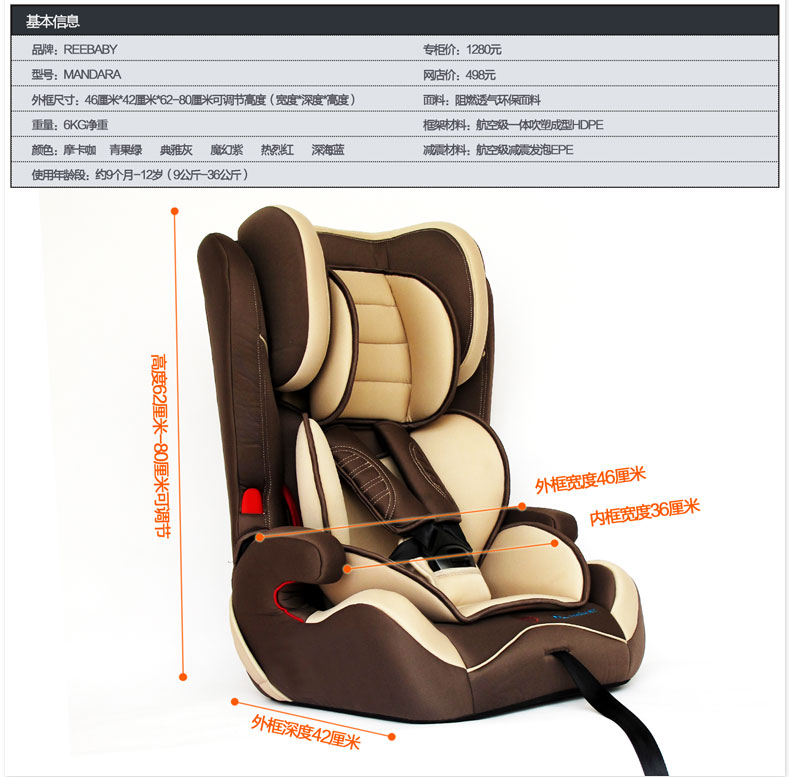 基本信息
品牌：REEBABY 专柜价：1280元
型号：MANDARA 网店价：498元
外框尺寸：46厘米*42厘米*62-80厘米可调节高度（宽度*深度*高度） 面料：阻燃透气环保面料
重量：6KG净重 框架材料：航空级一体吹塑成型HDPE
颜色：摩卡咖 青果绿 典雅灰 魔幻紫 热烈红 深海蓝 减震材料：航空级减震发泡EPE
使用年龄段：约9个月-12岁（9公斤-36公斤）
高度62厘米-80厘米可调节
外框宽度46厘米
内框宽度36厘米
外框深度42厘米